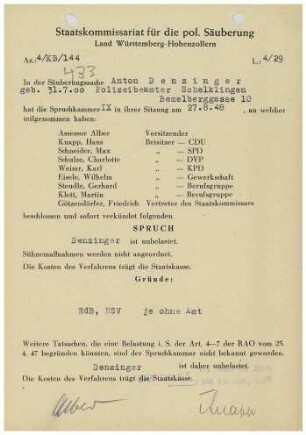 Staatskommissariat für die pol. Säuberung
Land Württemberg-Hohenzollern
Az. 4/KB/144
L: 4/29
433
In der Säuberungssache Anton Denzinger
geb. 31.7.00 Polizeibeamter Schelklingen
Bemelberggasse 10
hat die Spruchkammer IX in ihrer Sitzung am 27.8.48, an welcher
teilgenommen haben:
Assessor Alber Vorsitzender
Knapp, Hans Beisitzer — CDU
Schneider, Max „ — SPD
Schulze, Charlotte „ — DVP
Weizer, Karl „ — KPD
Eisele, Wilhelm „ — Gewerkschaft
Stendle, Gerhard „ — Berufsgruppe
Klett, Martin „ — Berufsgruppe
Götzendörfer, Friedrich Vertreter des Staatskommissars
beschlossen und sofort verkündet folgenden
SPRUCH
Denzinger ist unbelastet.
Sühnemaßnahmen werden nicht angeordnet.
Die Kosten des Verfahrens trägt die Staatskasse.
Gründe:
RdB, NSV je ohne Amt
Weitere Tatsachen, die eine Belastung i. S. der Art. 4—7 der RAO vom 25.
4. 47 begründen könnten, sind der Spruchkammer nicht bekannt geworden.
Denzinger ist daher unbelastet.
Die Kosten des Verfahrens trägt die Staatskasse.
Alber Knapp